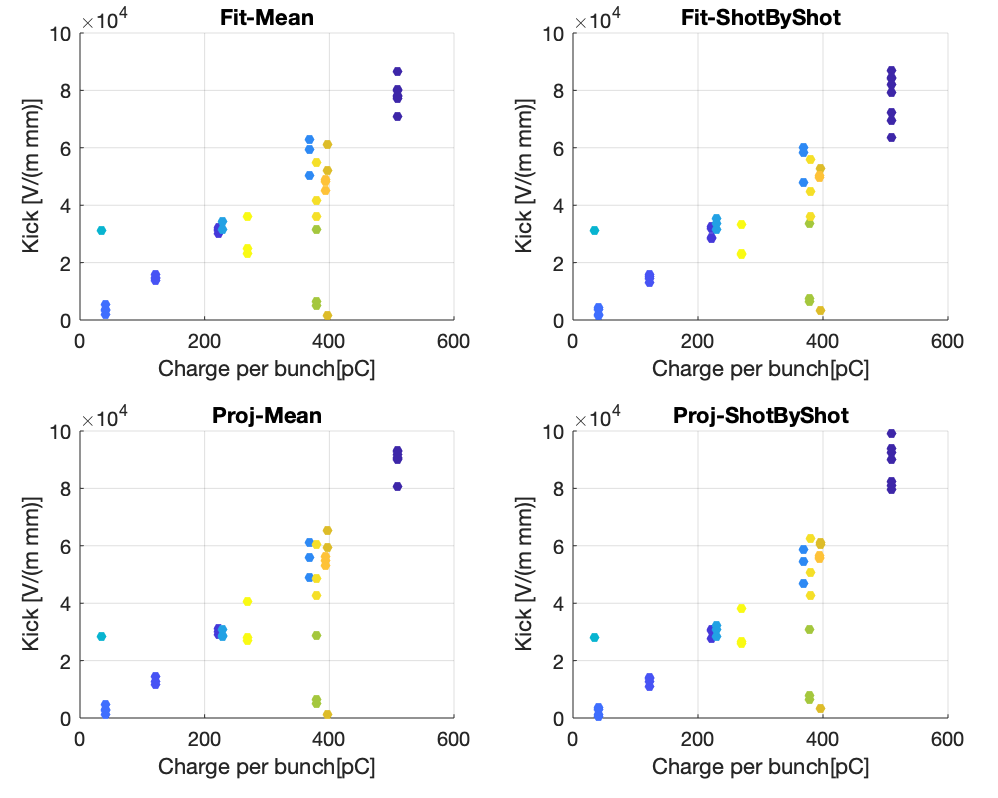 Fit-Mean
×10⁴
10
8
6
4
2
0
Kick [V/(m mm)]
0 200 400 600
Charge per bunch[pC]
Fit-ShotByShot
×10⁴
10
8
6
4
2
0
Kick [V/(m mm)]
0 200 400 600
Charge per bunch[pC]
Proj-Mean
×10⁴
10
8
6
4
2
0
Kick [V/(m mm)]
0 200 400 600
Charge per bunch[pC]
Proj-ShotByShot
×10⁴
10
8
6
4
2
0
Kick [V/(m mm)]
0 200 400 600
Charge per bunch[pC]